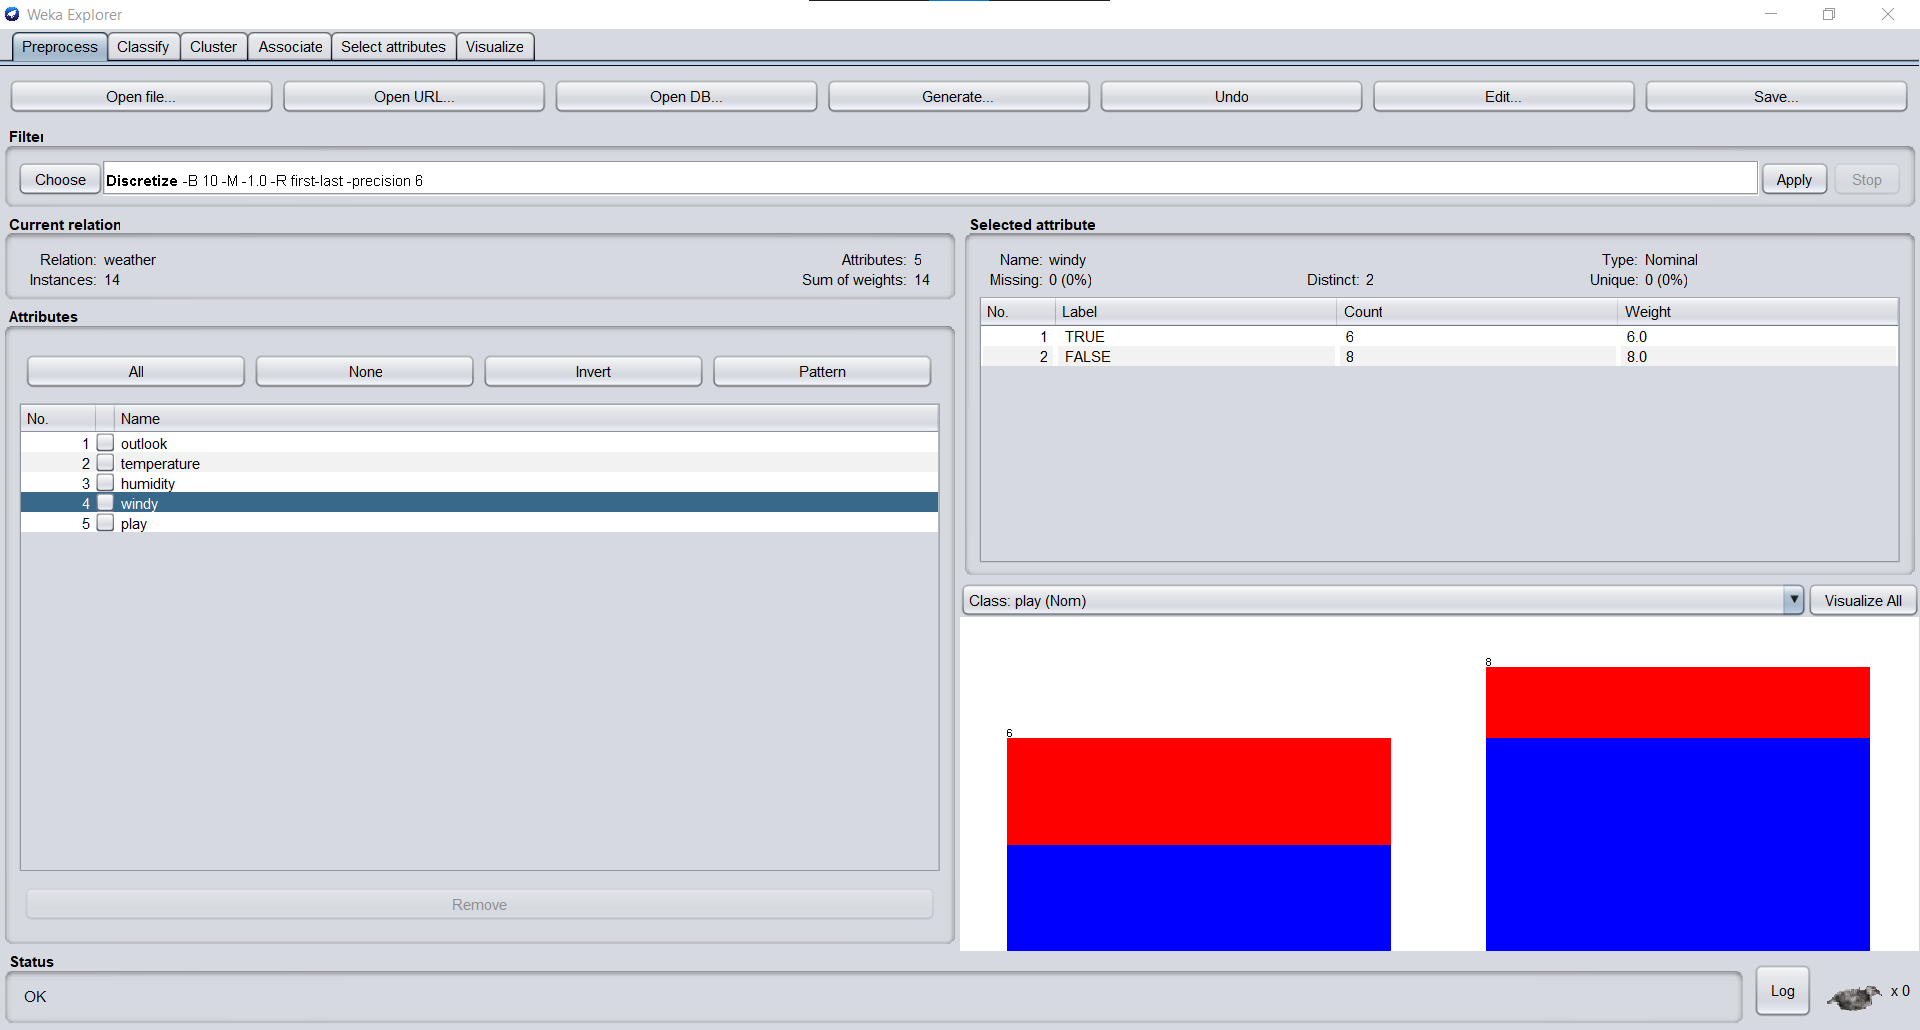 Weka Explorer
Preprocess Classify Cluster Associate Select attributes Visualize
Open file... Open URL... Open DB... Generate... Undo Edit... Save...
Filter
Choose Discretize -B 10 -M -1.0 -R first-last -precision 6 Apply Stop
Current relation
Relation: weather Attributes: 5
Instances: 14 Sum of weights: 14
Attributes
All None Invert Pattern
No. Name
1 outlook
2 temperature
3 humidity
4 windy
5 play
Remove
Selected attribute
Name: windy Type: Nominal
Missing: 0 (0%) Distinct: 2 Unique: 0 (0%)
No. Label Count Weight
1 TRUE 6 6.0
2 FALSE 8 8.0
Class: play (Nom) Visualize All
8
6
Status
OK
Log x 0